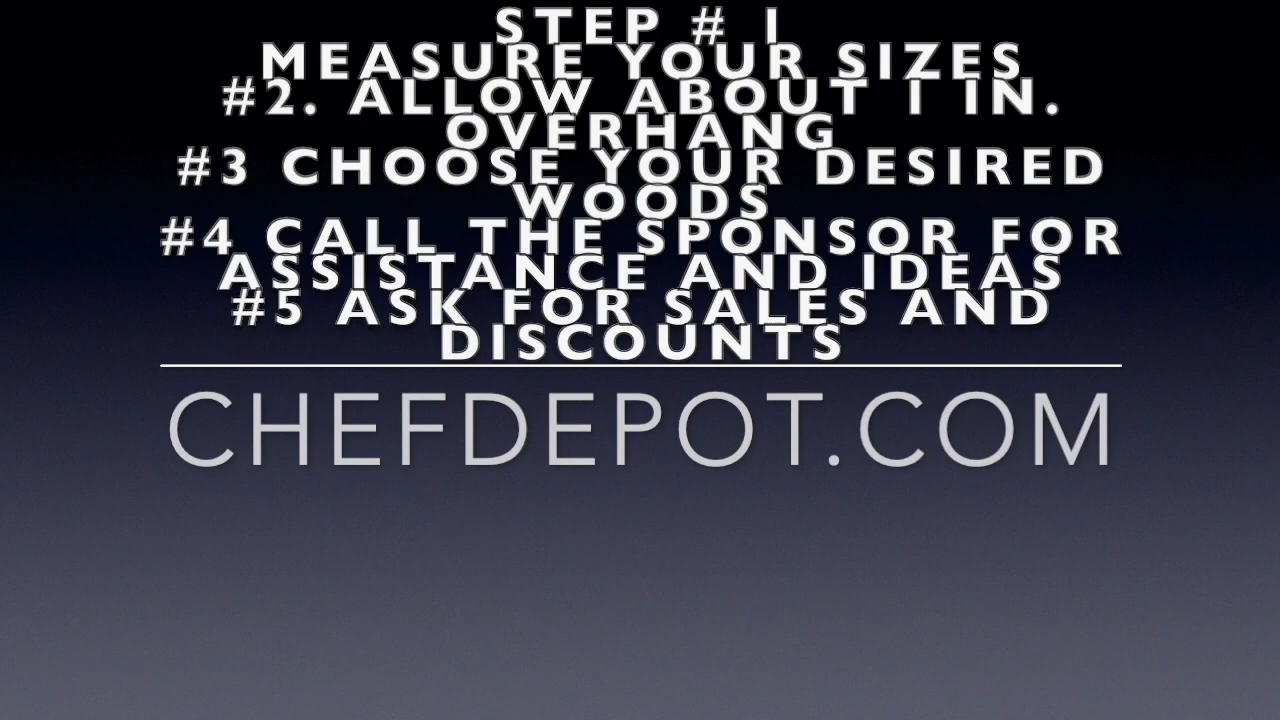 STEP # 1
MEASURE YOUR SIZES
#2. ALLOW ABOUT 1 IN.
OVERHANG
#3 CHOOSE YOUR DESIRED
WOODS
#4 CALL THE SPONSOR FOR
ASSISTANCE AND IDEAS
#5 ASK FOR SALES AND
DISCOUNTS
CHEFDEPOT.COM